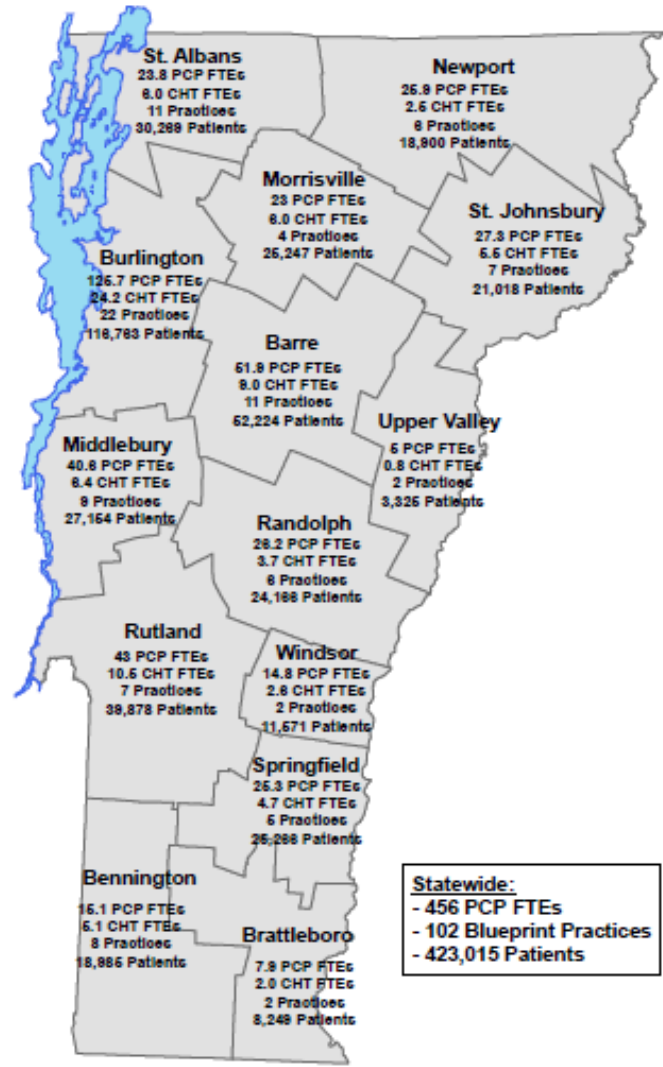 St. Albans
23.8 PCP FTEs
6.0 CHT FTEs
11 Practices
30,269 Patients
Newport
25.9 PCP FTEs
2.5 CHT FTEs
6 Practices
18,900 Patients
Morrisville
23 PCP FTEs
6.0 CHT FTEs
4 Practices
25,247 Patients
St. Johnsbury
27.3 PCP FTEs
5.5 CHT FTEs
7 Practices
21,018 Patients
Burlington
125.7 PCP FTEs
24.2 CHT FTEs
22 Practices
116,763 Patients
Barre
51.9 PCP FTEs
9.0 CHT FTEs
11 Practices
52,224 Patients
Upper Valley
5 PCP FTEs
0.8 CHT FTEs
2 Practices
3,325 Patients
Middlebury
40.6 PCP FTEs
6.4 CHT FTEs
9 Practices
27,154 Patients
Randolph
26.2 PCP FTEs
3.7 CHT FTEs
6 Practices
24,166 Patients
Rutland
43 PCP FTEs
10.5 CHT FTEs
7 Practices
39,878 Patients
Windsor
14.8 PCP FTEs
2.6 CHT FTEs
2 Practices
11,571 Patients
Springfield
25.3 PCP FTEs
4.7 CHT FTEs
5 Practices
25,266 Patients
Bennington
15.1 PCP FTEs
5.1 CHT FTEs
8 Practices
18,985 Patients
Brattleboro
7.9 PCP FTEs
2.0 CHT FTEs
2 Practices
8,249 Patients
Statewide:
- 456 PCP FTEs
- 102 Blueprint Practices
- 423,015 Patients